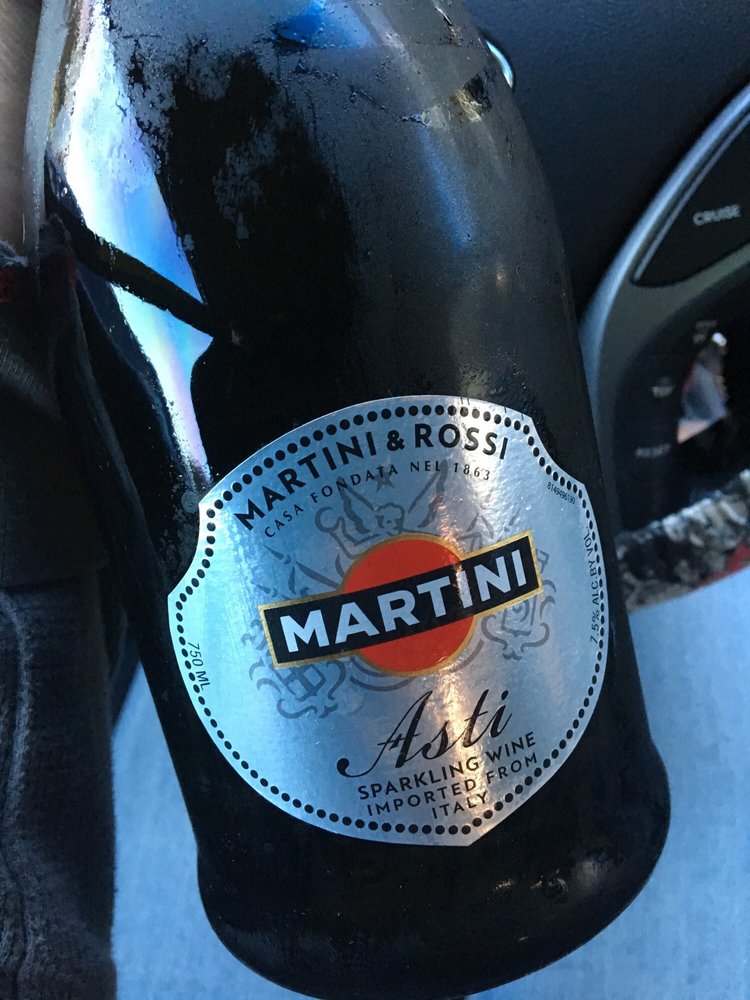 CRUISE
RESET
MARTINI & ROSSI
CASA FONDATA NEL 1863
MARTINI
750 ML
7.5% ALC. BY VOL.
Asti
SPARKLING WINE
IMPORTED FROM
ITALY